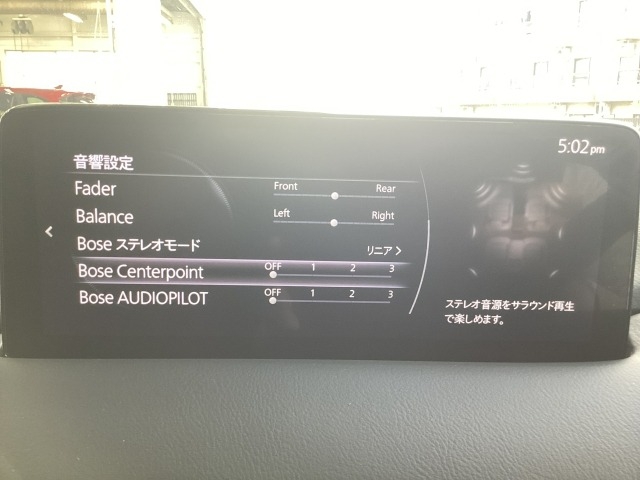 音響設定
5:02 pm
Fader Front Rear
Balance Left Right
Bose ステレオモード リニア
Bose Centerpoint OFF 1 2 3
Bose AUDIOPILOT OFF 1 2 3
ステレオ音源をサラウンド再生
で楽しめます。